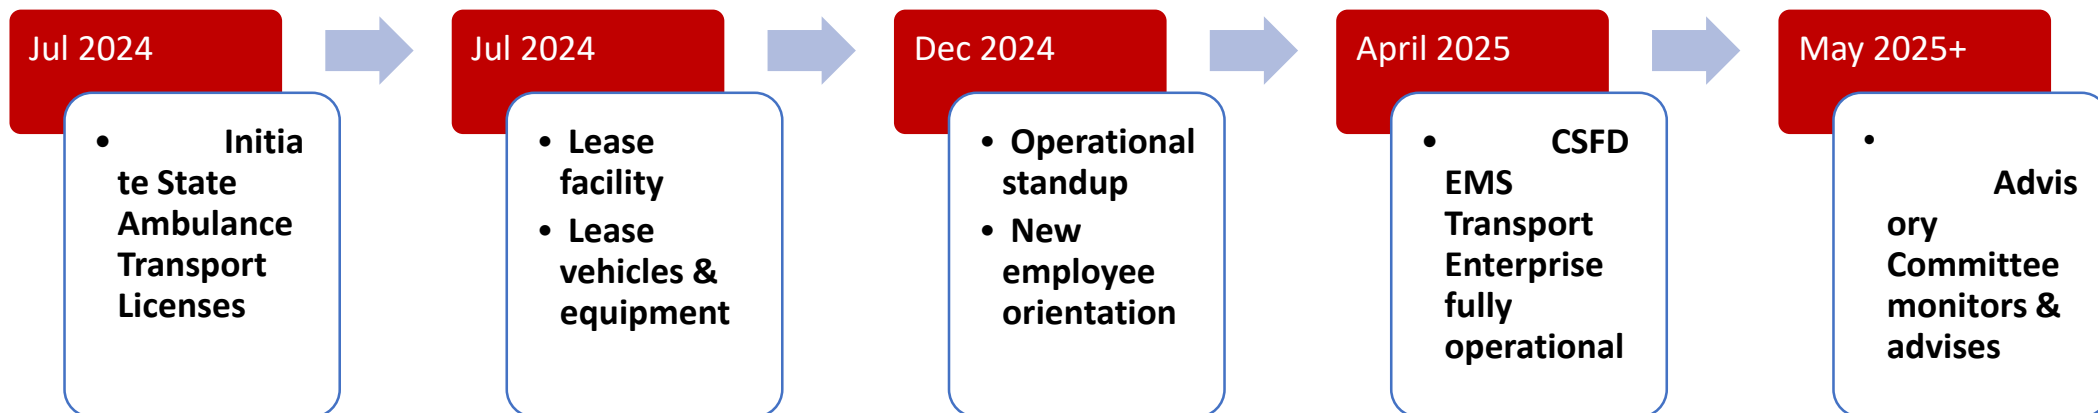 Jul 2024
• Initia
te State
Ambulance
Transport
Licenses
Jul 2024
• Lease
facility
• Lease
vehicles &
equipment
Dec 2024
• Operational
standup
• New
employee
orientation
April 2025
• CSFD
EMS
Transport
Enterprise
fully
operational
May 2025+
•
Advis
ory
Committee
monitors &
advises